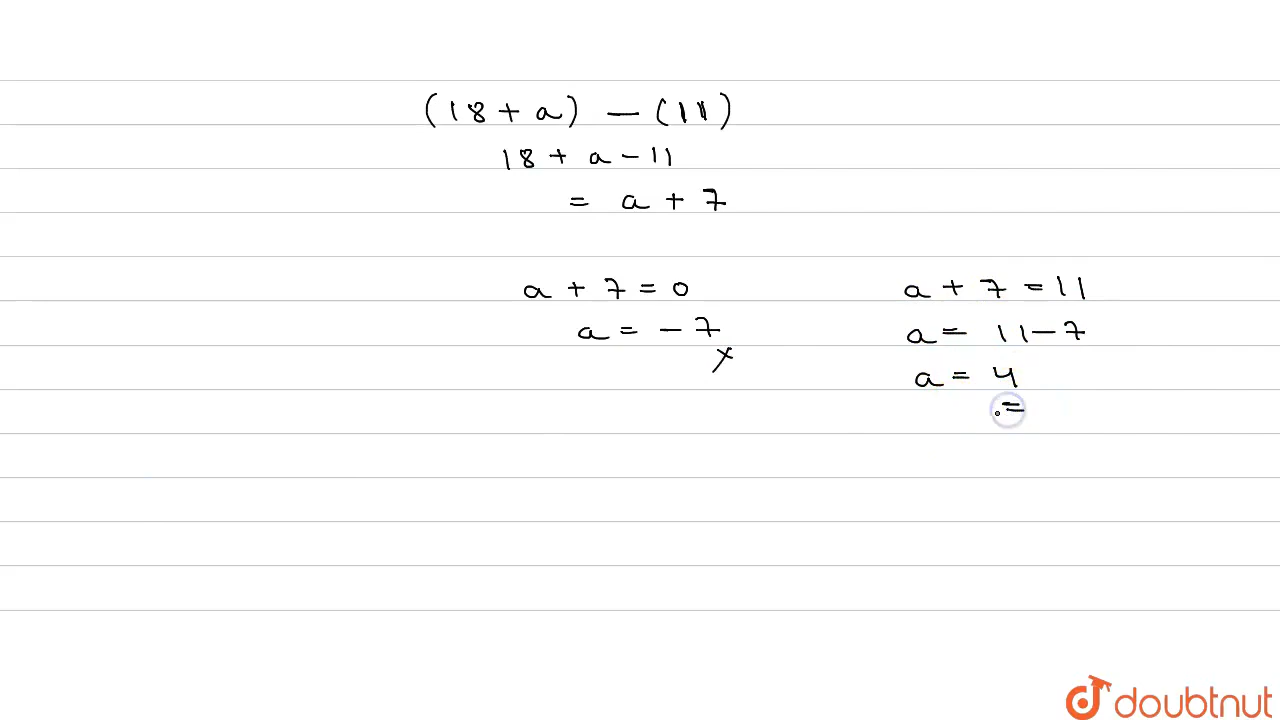 (18 + a) - (11)
18 + a - 11
= a + 7
a + 7 = 0
a = - 7
×
a + 7 = 11
a = 11 - 7
a = 4
=
doubtnut